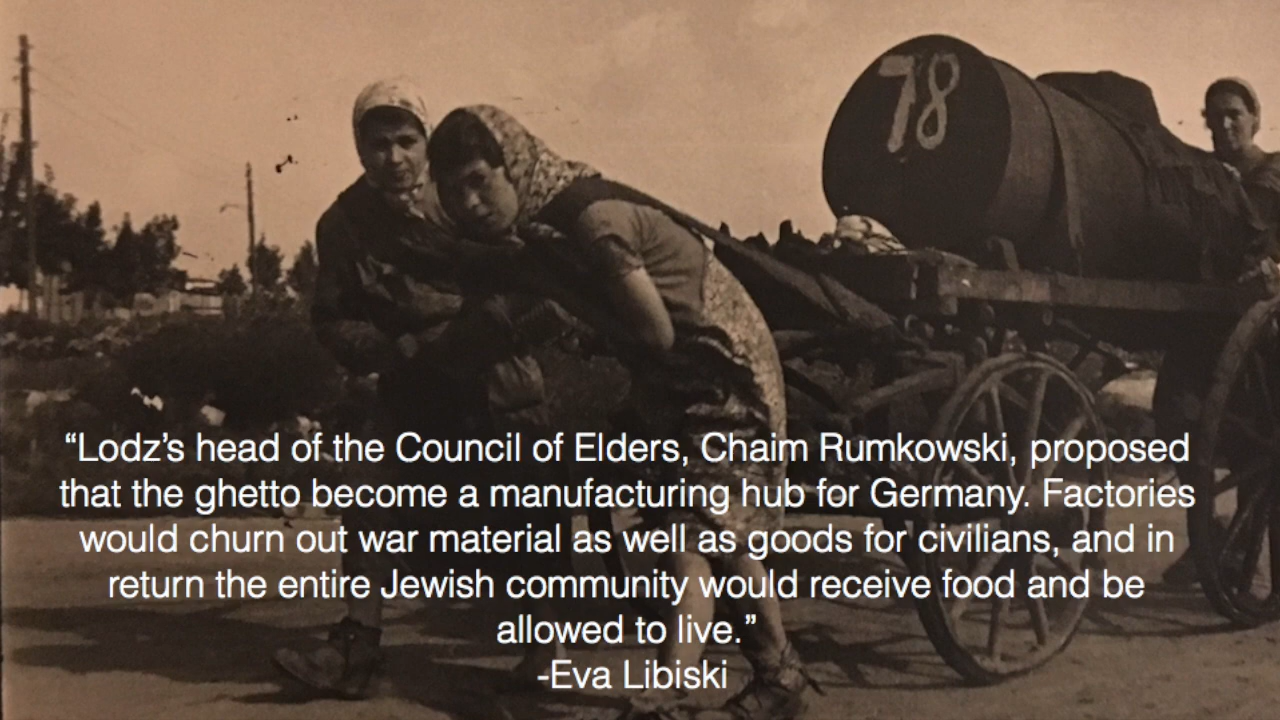 78
“Lodz’s head of the Council of Elders, Chaim Rumkowski, proposed
that the ghetto become a manufacturing hub for Germany. Factories
would churn out war material as well as goods for civilians, and in
return the entire Jewish community would receive food and be
allowed to live.”
-Eva Libiski